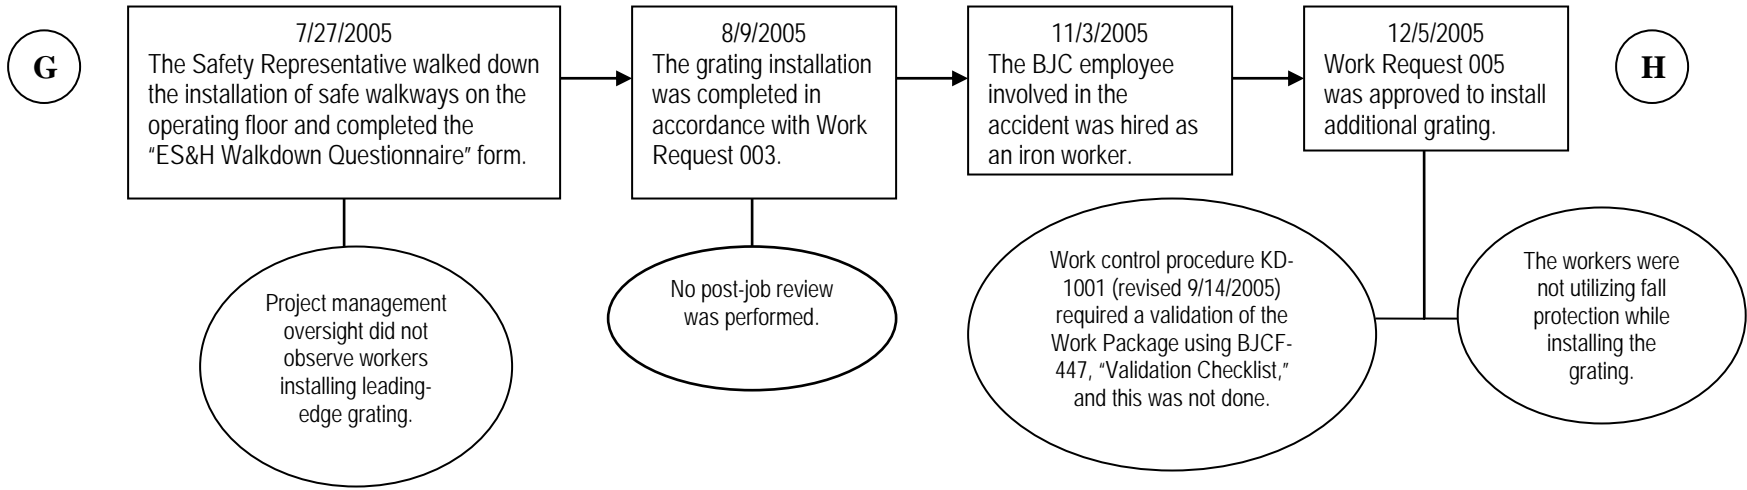 G
7/27/2005
The Safety Representative walked down
the installation of safe walkways on the
operating floor and completed the
“ES&H Walkdown Questionnaire” form.
8/9/2005
The grating installation
was completed in
accordance with Work
Request 003.
11/3/2005
The BJC employee
involved in the
accident was hired as
an iron worker.
12/5/2005
Work Request 005
was approved to install
additional grating.
H
Project management
oversight did not
observe workers
installing leading-
edge grating.
No post-job review
was performed.
Work control procedure KD-
1001 (revised 9/14/2005)
required a validation of the
Work Package using BJCF-
447, “Validation Checklist,”
and this was not done.
The workers were
not utilizing fall
protection while
installing the
grating.